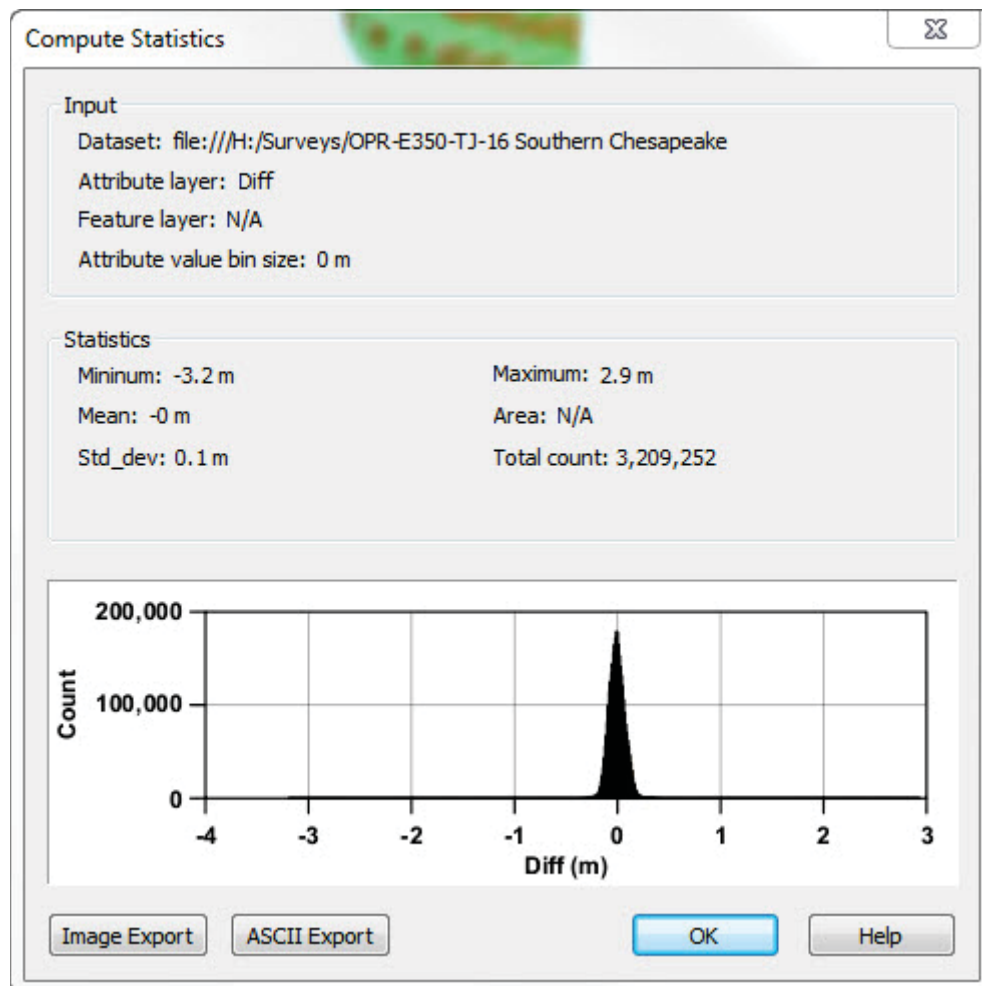 Compute Statistics
Input
Dataset: file:///H:/Surveys/OPR-E350-TJ-16 Southern Chesapeake
Attribute layer: Diff
Feature layer: N/A
Attribute value bin size: 0 m
Statistics
Mininum: -3.2 m
Maximum: 2.9 m
Mean: -0 m
Area: N/A
Std_dev: 0.1 m
Total count: 3,209,252
200,000
100,000
0
Count
-4 -3 -2 -1 0 1 2 3
Diff (m)
Image Export ASCII Export OK Help